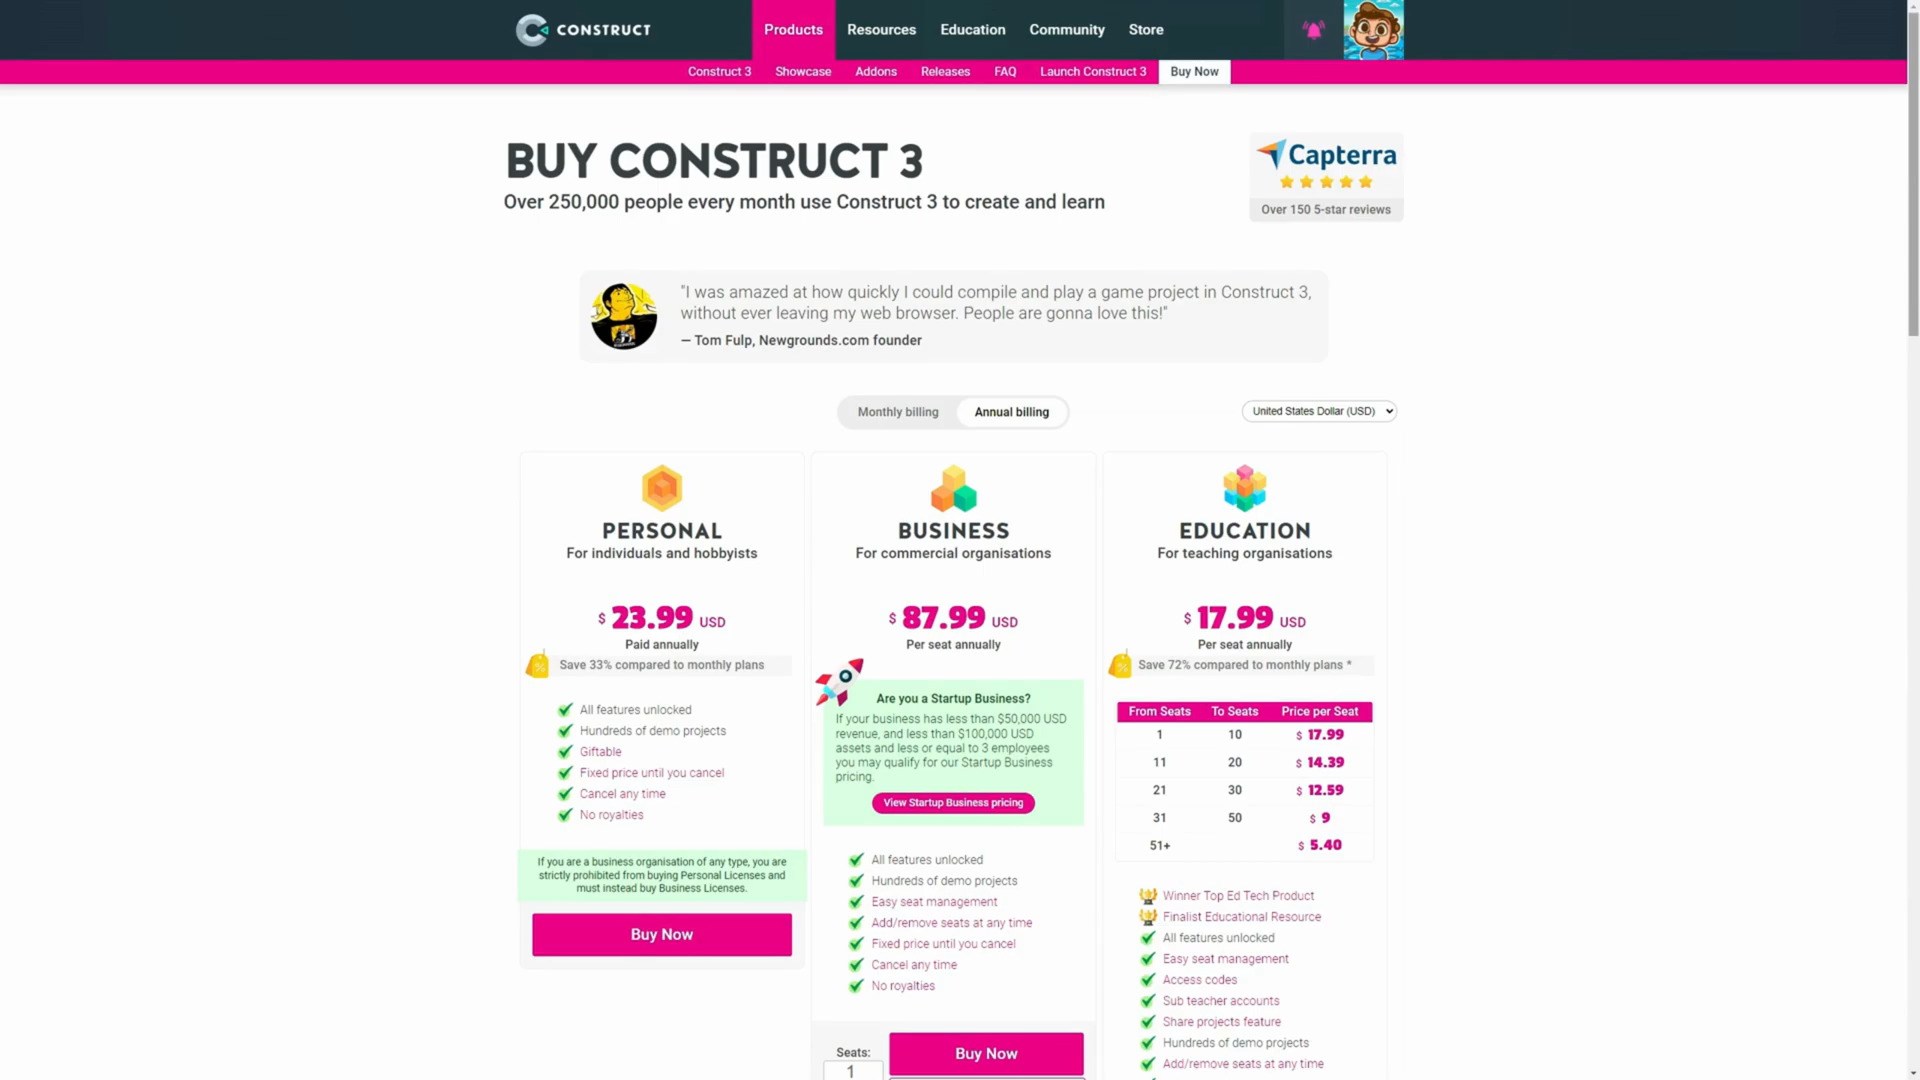 CONSTRUCT
Products
Resources
Education
Community
Store
Construct 3
Showcase
Addons
Releases
FAQ
Launch Construct 3
Buy Now
BUY CONSTRUCT 3
Over 250,000 people every month use Construct 3 to create and learn
Capterra
Over 150 5-star reviews
"I was amazed at how quickly I could compile and play a game project in Construct 3,
without ever leaving my web browser. People are gonna love this!"
— Tom Fulp, Newgrounds.com founder
Monthly billing
Annual billing
United States Dollar (USD)
PERSONAL
For individuals and hobbyists
$ 23.99 USD
Paid annually
Save 33% compared to monthly plans
All features unlocked
Hundreds of demo projects
Giftable
Fixed price until you cancel
Cancel any time
No royalties
If you are a business organisation of any type, you are
strictly prohibited from buying Personal Licenses and
must instead buy Business Licenses.
Buy Now
BUSINESS
For commercial organisations
$ 87.99 USD
Per seat annually
Are you a Startup Business?
If your business has less than $50,000 USD
revenue, and less than $100,000 USD
assets and less or equal to 3 employees
you may qualify for our Startup Business
pricing.
View Startup Business pricing
All features unlocked
Hundreds of demo projects
Easy seat management
Add/remove seats at any time
Fixed price until you cancel
Cancel any time
No royalties
Seats:
1
Buy Now
EDUCATION
For teaching organisations
$ 17.99 USD
Per seat annually
Save 72% compared to monthly plans *
From Seats To Seats Price per Seat
1 10 $ 17.99
11 20 $ 14.39
21 30 $ 12.59
31 50 $ 9
51+ $ 5.40
Winner Top Ed Tech Product
Finalist Educational Resource
All features unlocked
Easy seat management
Access codes
Sub teacher accounts
Share projects feature
Hundreds of demo projects
Add/remove seats at any time